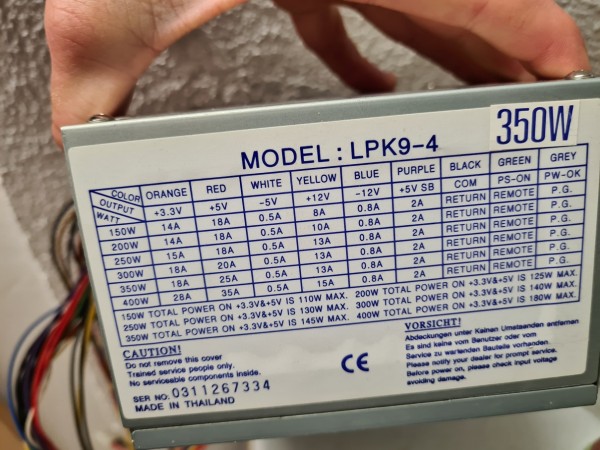 350W
MODEL : LPK9-4
COLOR ORANGE RED WHITE YELLOW BLUE PURPLE BLACK GREEN GREY
OUTPUT WATT +3.3V +5V -5V +12V -12V +5V SB COM PS-ON PW-OK
150W 14A 18A 0.5A 8A 0.8A 2A RETURN REMOTE P.G.
200W 14A 18A 0.5A 10A 0.8A 2A RETURN REMOTE P.G.
250W 15A 18A 0.5A 13A 0.8A 2A RETURN REMOTE P.G.
300W 18A 20A 0.5A 13A 0.8A 2A RETURN REMOTE P.G.
350W 18A 25A 0.5A 13A 0.8A 2A RETURN REMOTE P.G.
400W 28A 35A 0.5A 15A 0.8A 2A RETURN REMOTE P.G.
150W TOTAL POWER ON +3.3V&+5V IS 110W MAX. 200W TOTAL POWER ON +3.3V&+5V IS 125W MAX.
250W TOTAL POWER ON +3.3V&+5V IS 130W MAX. 300W TOTAL POWER ON +3.3V&+5V IS 140W MAX.
350W TOTAL POWER ON +3.3V&+5V IS 145W MAX. 400W TOTAL POWER ON +3.3V&+5V IS 180W MAX.
CAUTION!
Do not remove this cover
Trained service people only.
No serviceable components inside.
SER NO. 0311267334
MADE IN THAILAND
CE
VORSICHT!
Abdeckungen unter Keinen Umstaenden entfernen
Es sind keine vom Benutzer oder vom
Service zu wartenden Bauteile vorhanden.
Please notify your dealer for prompt service.
Before power on, please check input voltage
avoiding damage.